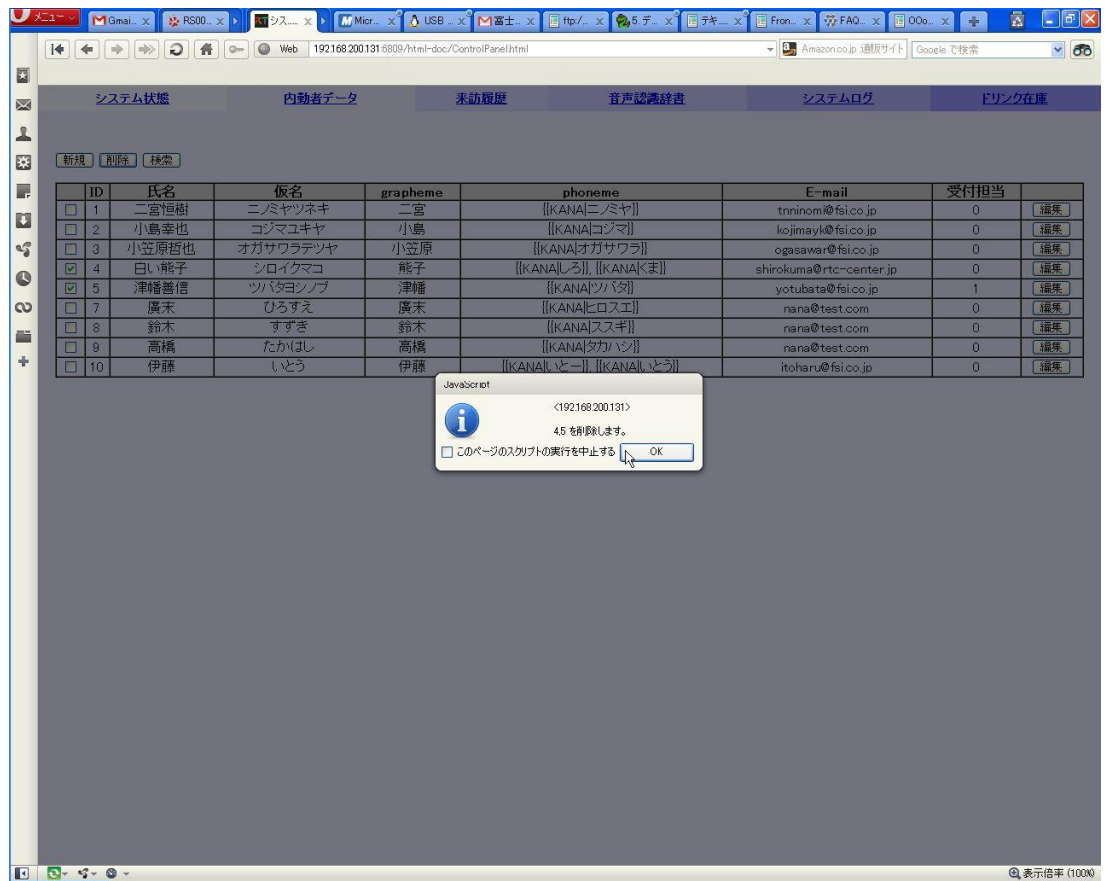 メニュー Gmai... RS00... シス... Micr... USB ... 富士... ftp/... 5. デ... テキ... Fron... FAQ... OOo...
Web 192.168.200.131:6809/html-doc/ControlPanel.html Amazon.co.jp 通販サイト Google で検索
システム状態 内勤者データ 来訪履歴 音声認識辞書 システムログ ドリンク在庫
新規 削除 検索
ID 氏名 仮名 grapheme phoneme E-mail 受付担当
1 二宮恒樹 ニノミヤツネキ 二宮 {{KANA|ニノミヤ}} tnninomi@fsi.co.jp 0 編集
2 小島幸也 コジマユキヤ 小島 {{KANA|コジマ}} kojimayk@fsi.co.jp 0 編集
3 小笠原哲也 オガサワラテツヤ 小笠原 {{KANA|オガサワラ}} ogasawar@fsi.co.jp 0 編集
4 白い熊子 シロイクマコ 熊子 {{KANA|しろ}}, {{KANA|くま}} shirokuma@rtc-center.jp 0 編集
5 津幡善信 ツバタヨシノブ 津幡 {{KANA|ツバタ}} yotubata@fsi.co.jp 1 編集
7 廣末 ひろすえ 廣末 {{KANA|ヒロスエ}} nana@test.com 0 編集
8 鈴木 すずき 鈴木 {{KANA|スズキ}} nana@test.com 0 編集
9 高橋 たかはし 高橋 {{KANA|タカハシ}} nana@test.com 0 編集
10 伊藤 いとう 伊藤 {{KANA|いとー}}, {{KANA|いとう}} itoharu@fsi.co.jp 0 編集
JavaScript
<192.168.200.131>
4,5 を削除します。
このページのスクリプトの実行を中止する OK
表示倍率 (100%)